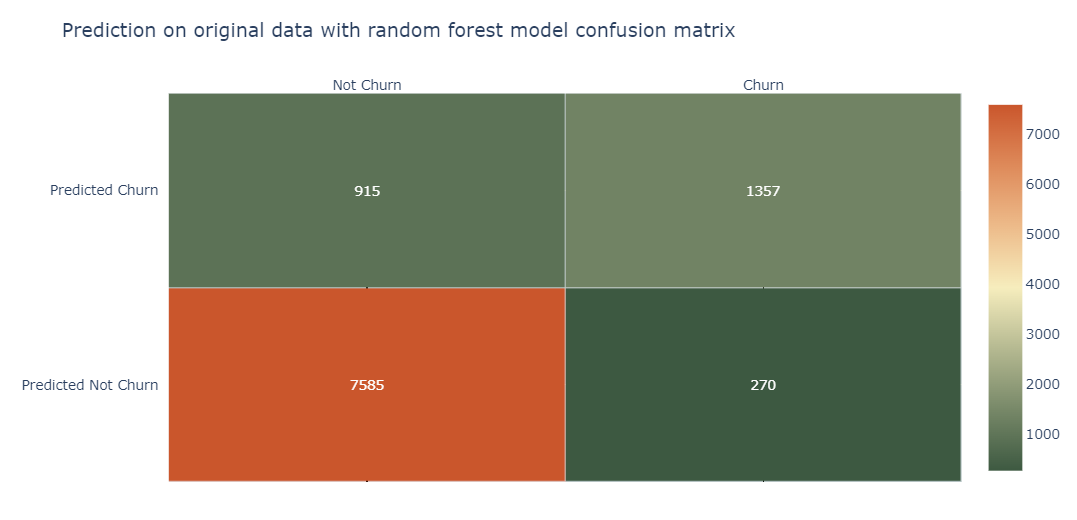 Prediction on original data with random forest model confusion matrix
Not Churn
Churn
Predicted Churn
915
1357
Predicted Not Churn
7585
270
7000
6000
5000
4000
3000
2000
1000